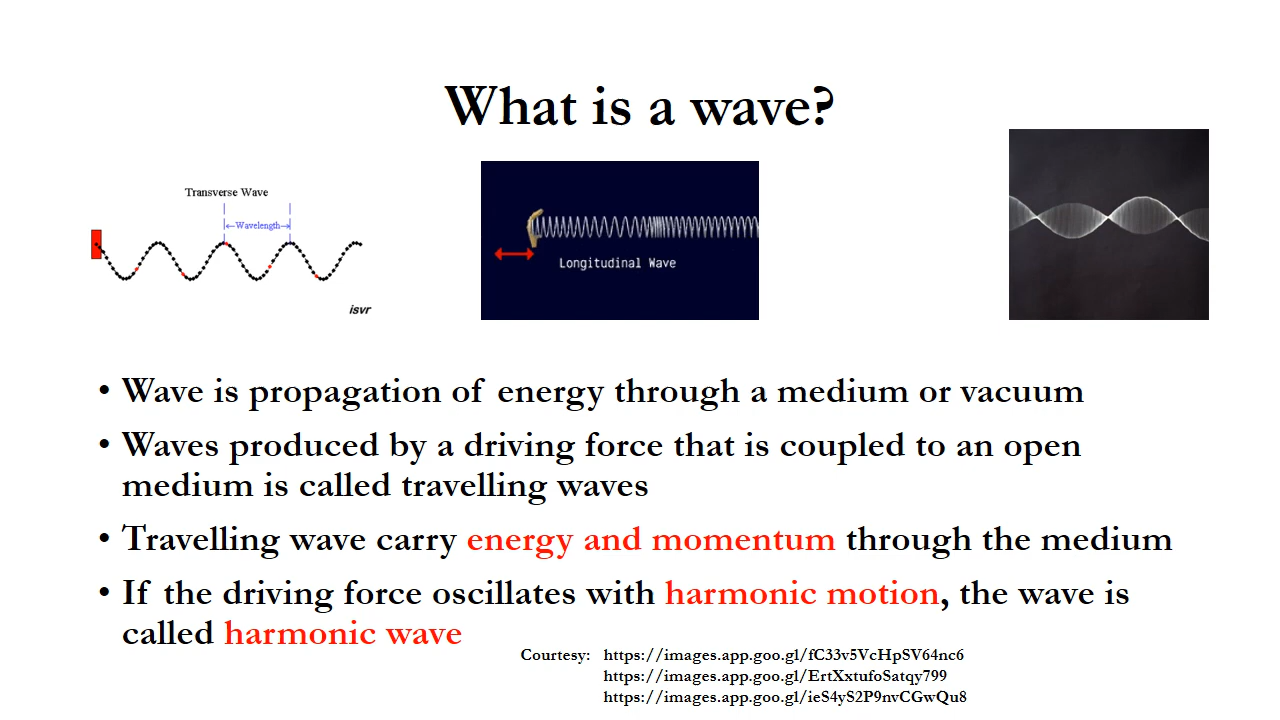 What is a wave?
Transverse Wave
Wavelength
isvr
Longitudinal Wave
• Wave is propagation of energy through a medium or vacuum
• Waves produced by a driving force that is coupled to an open
medium is called travelling waves
• Travelling wave carry energy and momentum through the medium
• If the driving force oscillates with harmonic motion, the wave is
called harmonic wave
Courtesy: https://images.app.goo.gl/fC33v5VcHpSV64nc6
https://images.app.goo.gl/ErtXxtufoSatqy799
https://images.app.goo.gl/ieS4yS2P9nvCGwQu8